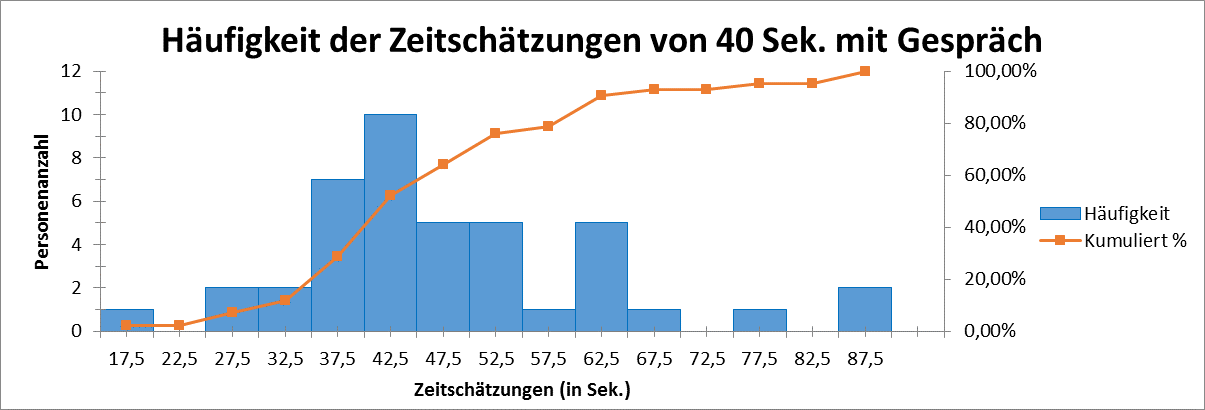 Häufigkeit der Zeitschätzungen von 40 Sek. mit Gespräch
12
10
8
6
4
2
0
Personenanzahl
100,00%
80,00%
60,00%
40,00%
20,00%
0,00%
17,5 22,5 27,5 32,5 37,5 42,5 47,5 52,5 57,5 62,5 67,5 72,5 77,5 82,5 87,5
Zeitschätzungen (in Sek.)
Häufigkeit
Kumuliert %